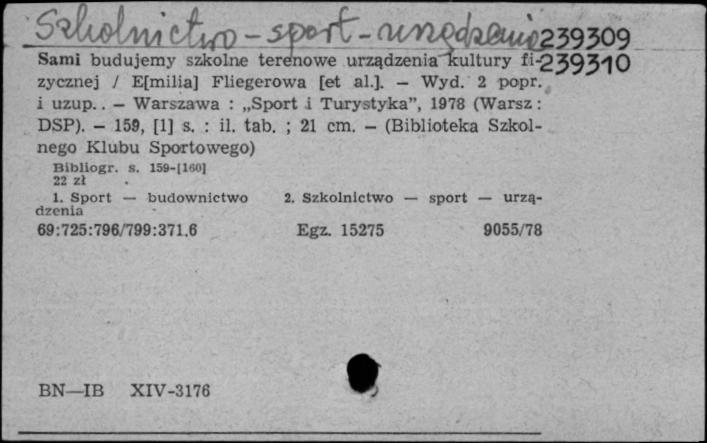 Szkolnictwo - sport - urządzenia 239309
Sami budujemy szkolne terenowe urządzenia kultury fi- 239310
zycznej / E[milia] Fliegerowa [et al.]. — Wyd. 2 popr.
i uzup.. — Warszawa : „Sport i Turystyka”, 1978 (Warsz :
DSP). — 159, [1] s. : il. tab. ; 21 cm. — (Biblioteka Szkol-
nego Klubu Sportowego)
Bibliogr. s. 159-[160]
22 zł
1. Sport — budownictwo 2. Szkolnictwo — sport — urzą-
dzenia
69:725:796/799:371.6 Egz. 15275 9055/78
BN—IB XIV-3176